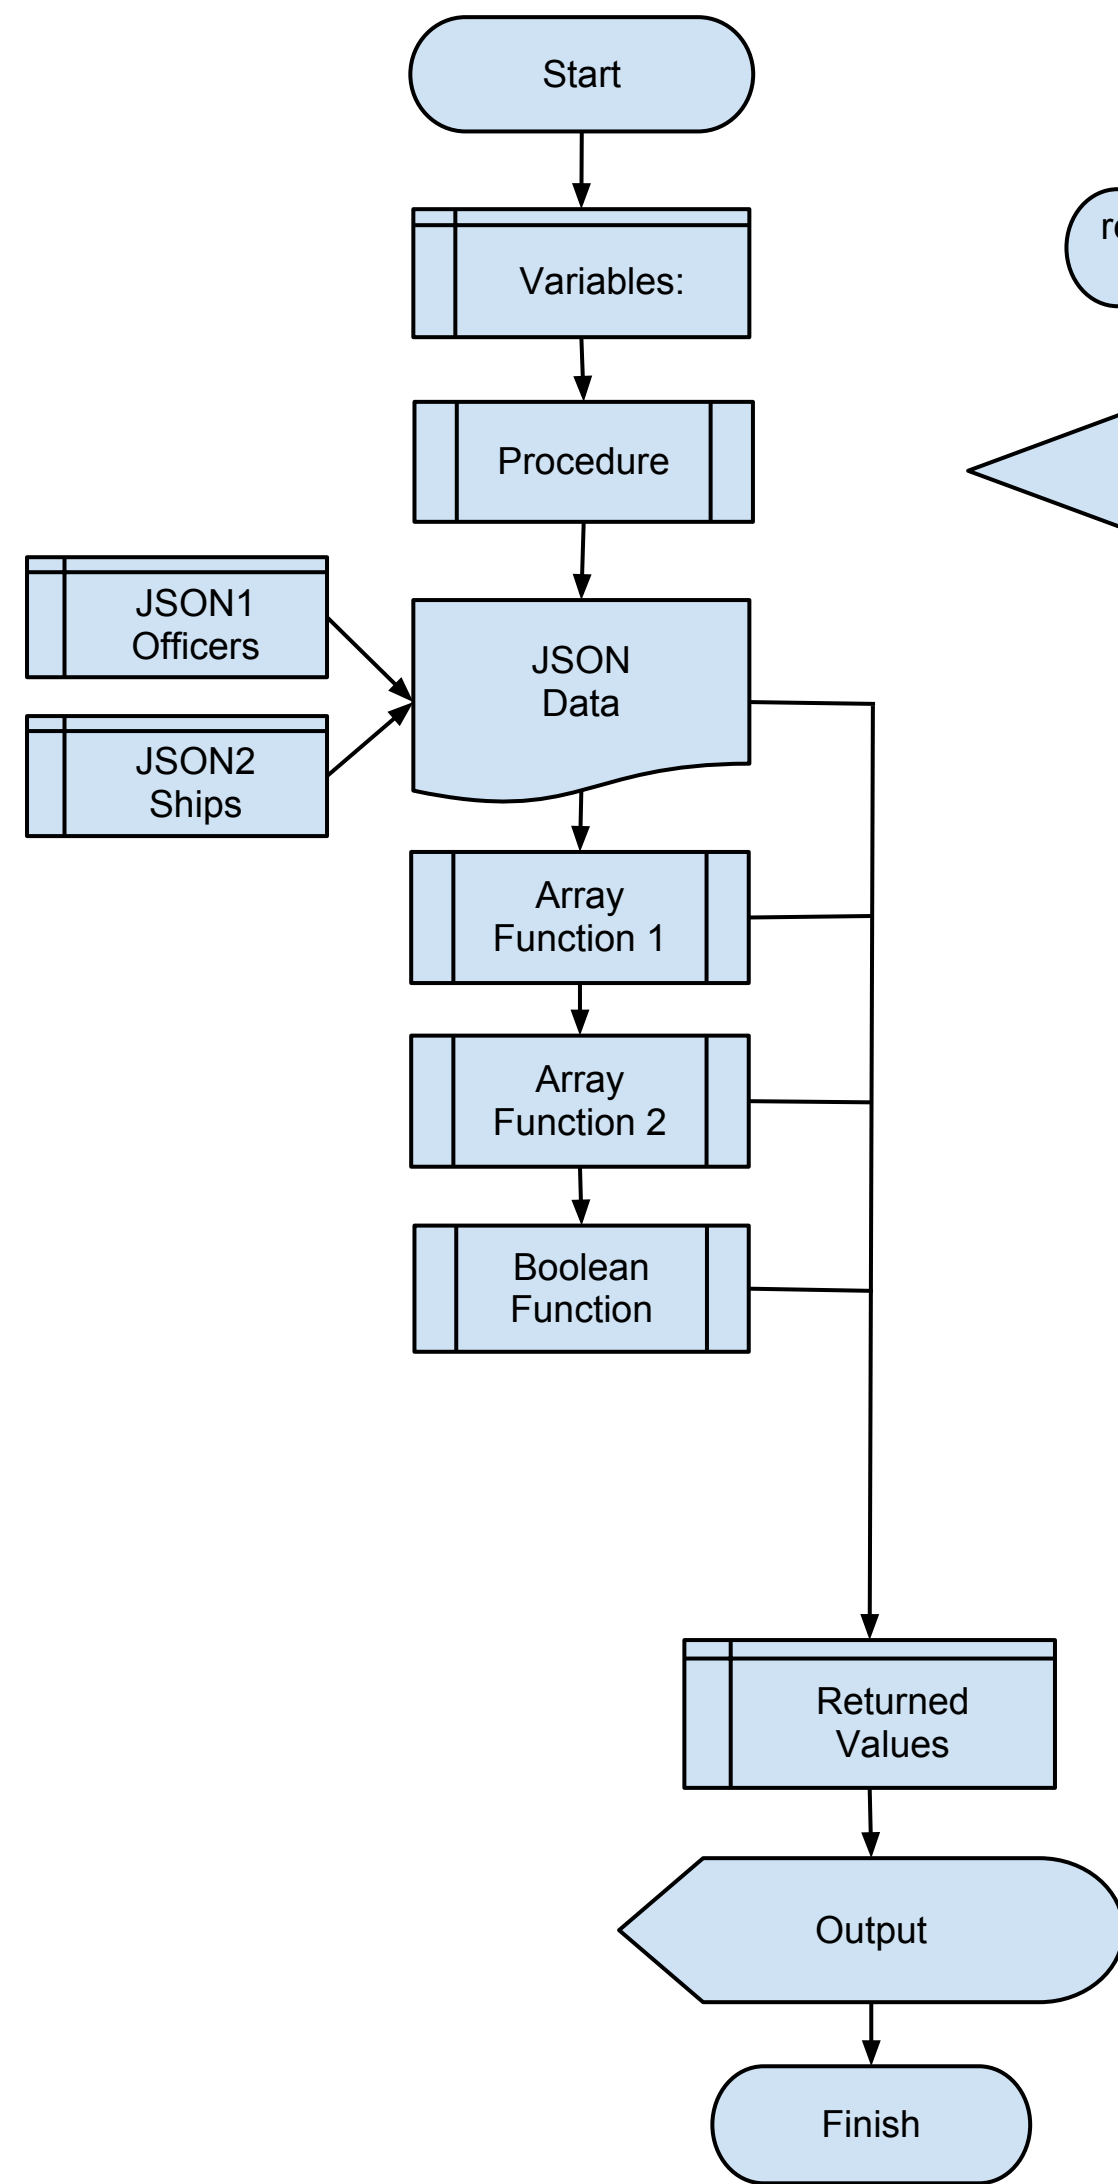 Start
Variables:
Procedure
JSON1
Officers
JSON
Data
JSON2
Ships
Array
Function 1
Array
Function 2
Boolean
Function
Returned
Values
Output
Finish